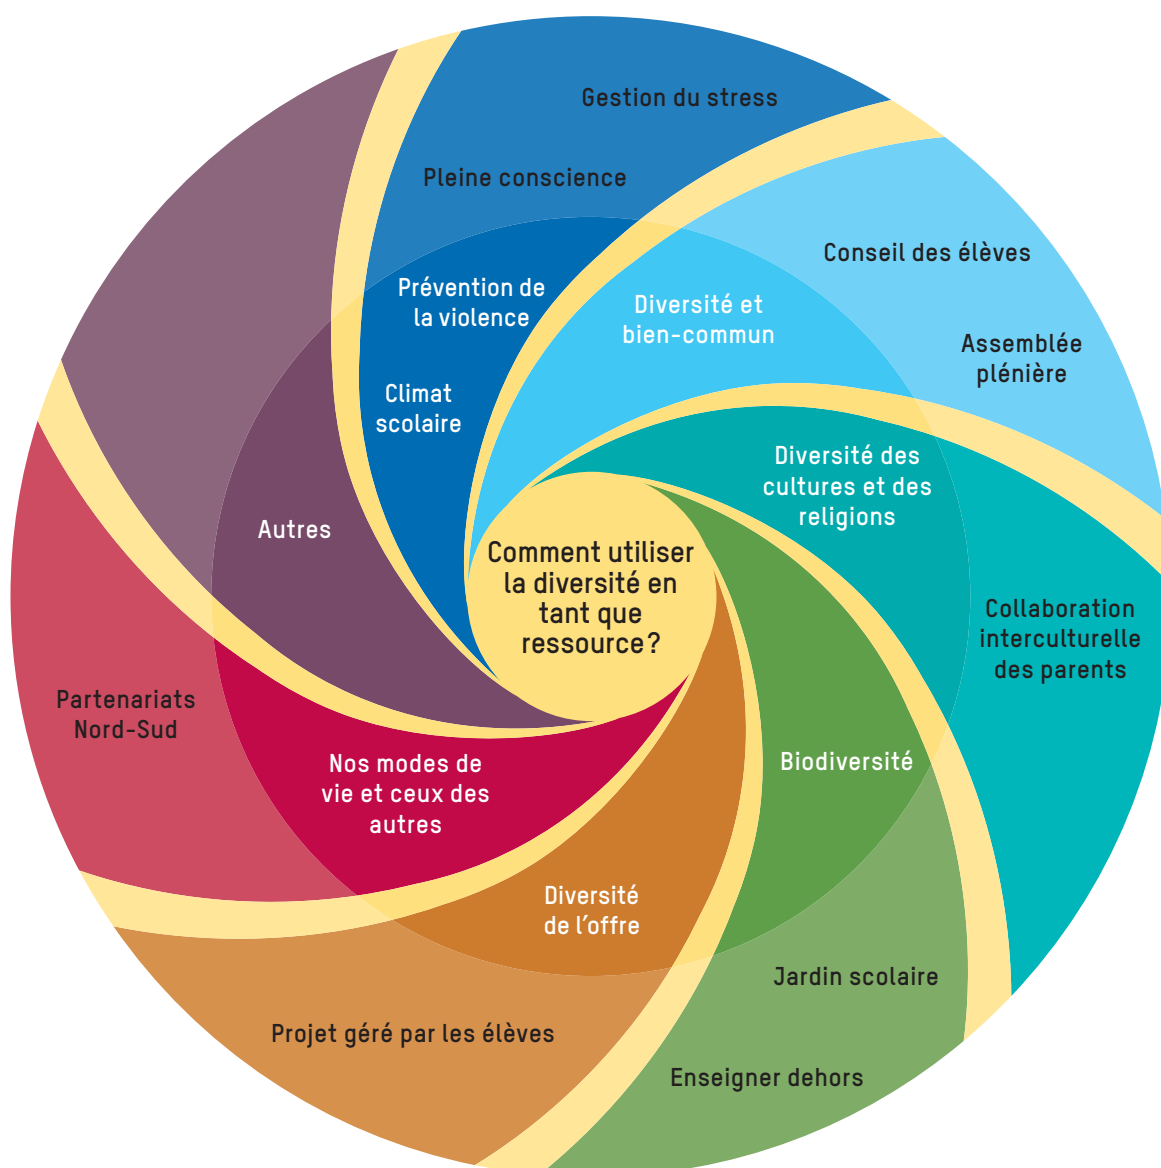 Gestion du stress
Pleine conscience
Prévention de
la violence
Climat
scolaire
Diversité et
bien-commun
Conseil des élèves
Assemblée
plénière
Diversité des
cultures et des
religions
Collaboration
interculturelle
des parents
Biodiversité
Jardin scolaire
Enseigner dehors
Diversité
de l'offre
Projet géré par les élèves
Nos modes de
vie et ceux des
autres
Partenariats
Nord-Sud
Autres
Comment utiliser
la diversité en
tant que
ressource?